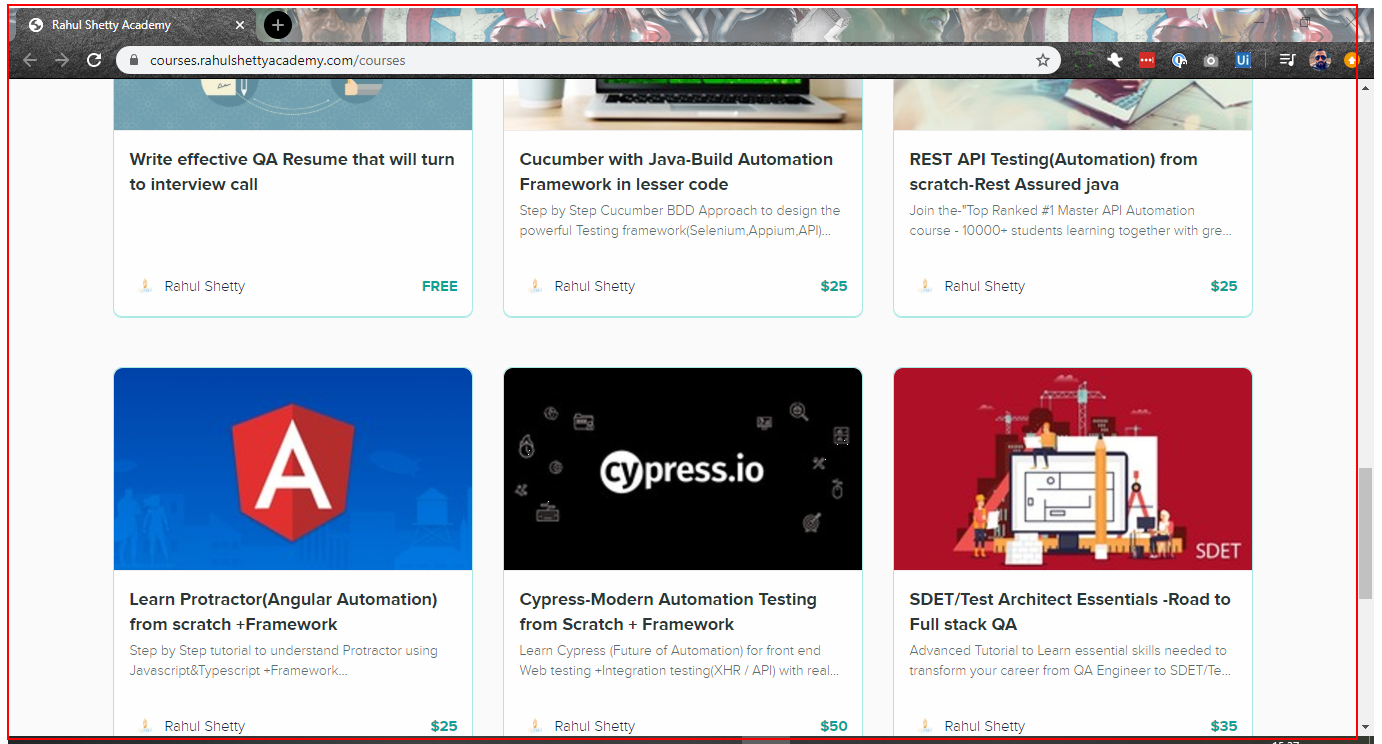 Rahul Shetty Academy
courses.rahulshettyacademy.com/courses
Ui
Write effective QA Resume that will turn
to interview call
Rahul Shetty
FREE
Cucumber with Java-Build Automation
Framework in lesser code
Step by Step Cucumber BDD Approach to design the
powerful Testing framework(Selenium,Appium,API)...
Rahul Shetty
$25
REST API Testing(Automation) from
scratch-Rest Assured java
Join the-"Top Ranked #1 Master API Automation
course - 10000+ students learning together with gre...
Rahul Shetty
$25
A
Learn Protractor(Angular Automation)
from scratch +Framework
Step by Step tutorial to understand Protractor using
Javascript&Typescript +Framework...
Rahul Shetty
$25
cypress.io
Cypress-Modern Automation Testing
from Scratch + Framework
Learn Cypress (Future of Automation) for front end
Web testing +Integration testing(XHR / API) with real...
Rahul Shetty
$50
SDET
SDET/Test Architect Essentials -Road to
Full stack QA
Advanced Tutorial to Learn essential skills needed to
transform your career from QA Engineer to SDET/Te...
Rahul Shetty
$35